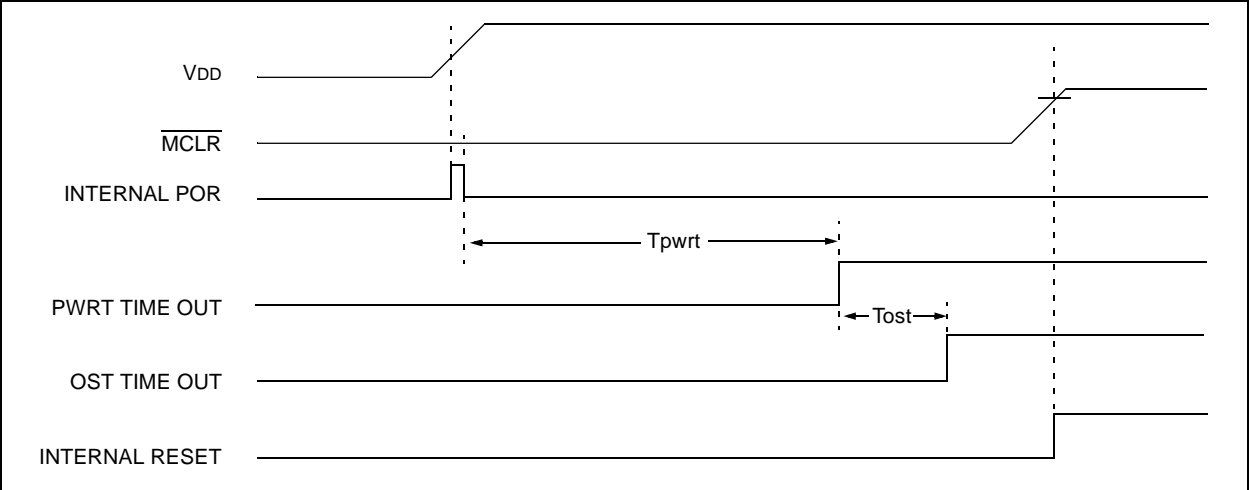 VDD
MCLR
INTERNAL POR
Tpwrt
PWRT TIME OUT
Tost
OST TIME OUT
INTERNAL RESET